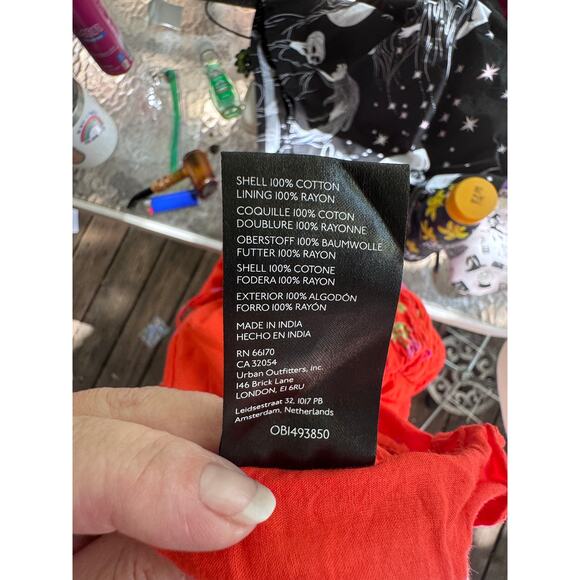 SHELL 100% COTTON
LINING 100% RAYON
COQUILLE 100% COTON
DOUBLURE 100% RAYONNE
OBERSTOFF 100% BAUMWOLLE
FUTTER 100% RAYON
SHELL 100% COTONE
FODERA 100% RAYON
EXTERIOR 100% ALGODÓN
FORRO 100% RAYÓN
MADE IN INDIA
HECHO EN INDIA
RN 66170
CA 32054
Urban Outfitters, Inc.
146 Brick Lane
LONDON, E1 6RU
Leidsestraat 32, 1017 PB
Amsterdam, Netherlands
OB1493850